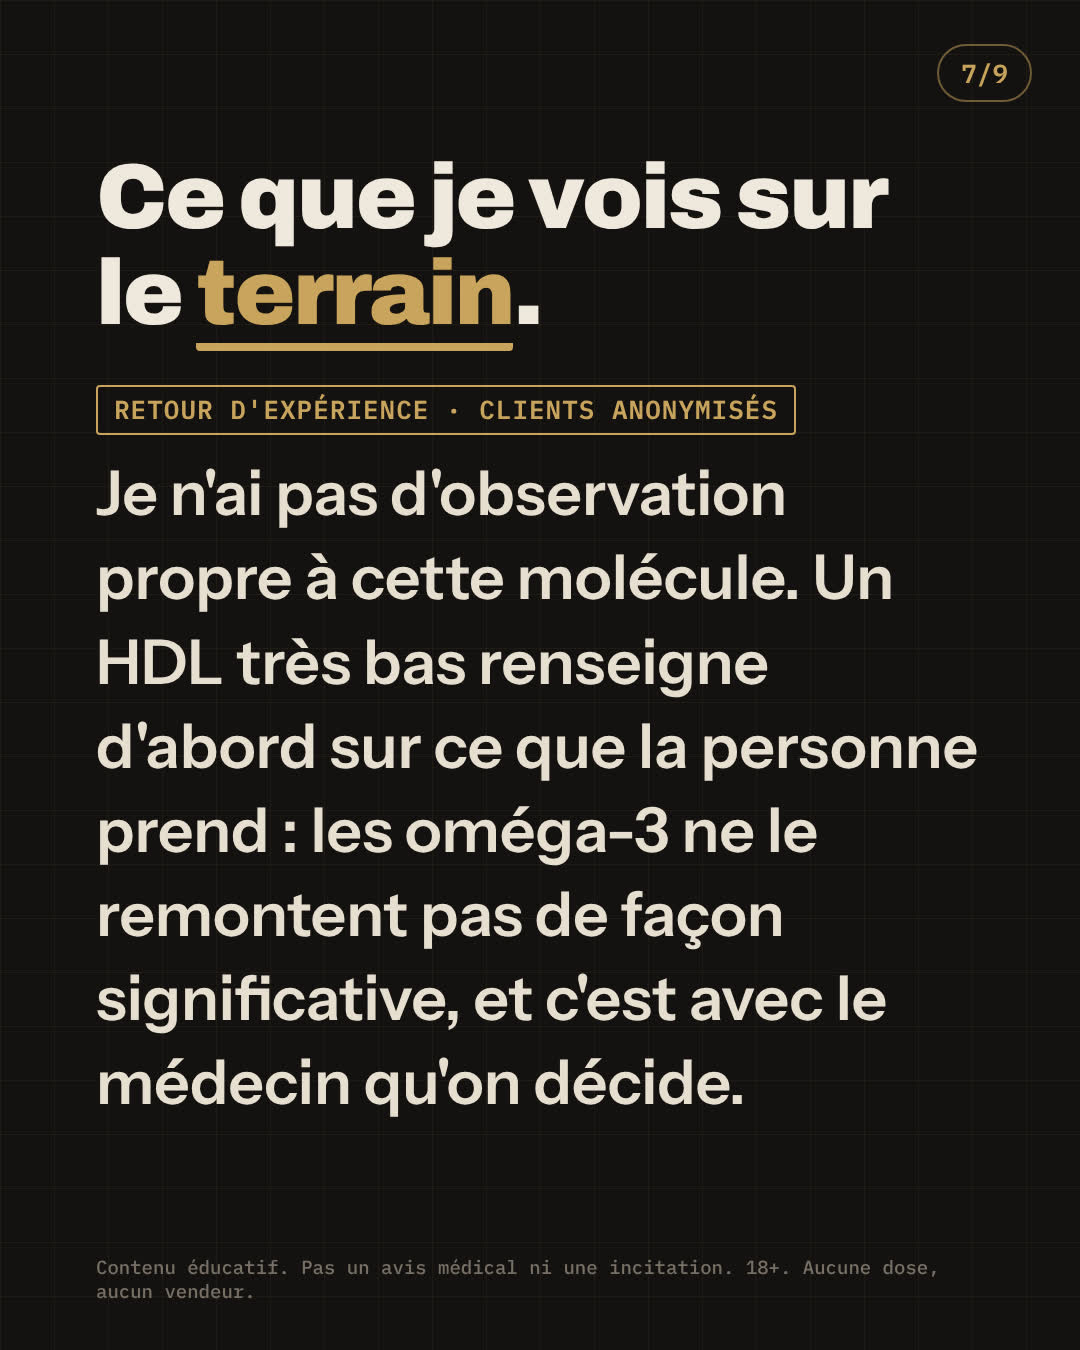 7/9
Ce que je vois sur
le terrain.
RETOUR D'EXPÉRIENCE · CLIENTS ANONYMISÉS
Je n'ai pas d'observation
propre à cette molécule. Un
HDL très bas renseigne
d'abord sur ce que la personne
prend : les oméga-3 ne le
remontent pas de façon
significative, et c'est avec le
médecin qu'on décide.
Contenu éducatif. Pas un avis médical ni une incitation. 18+. Aucune dose,
aucun vendeur.